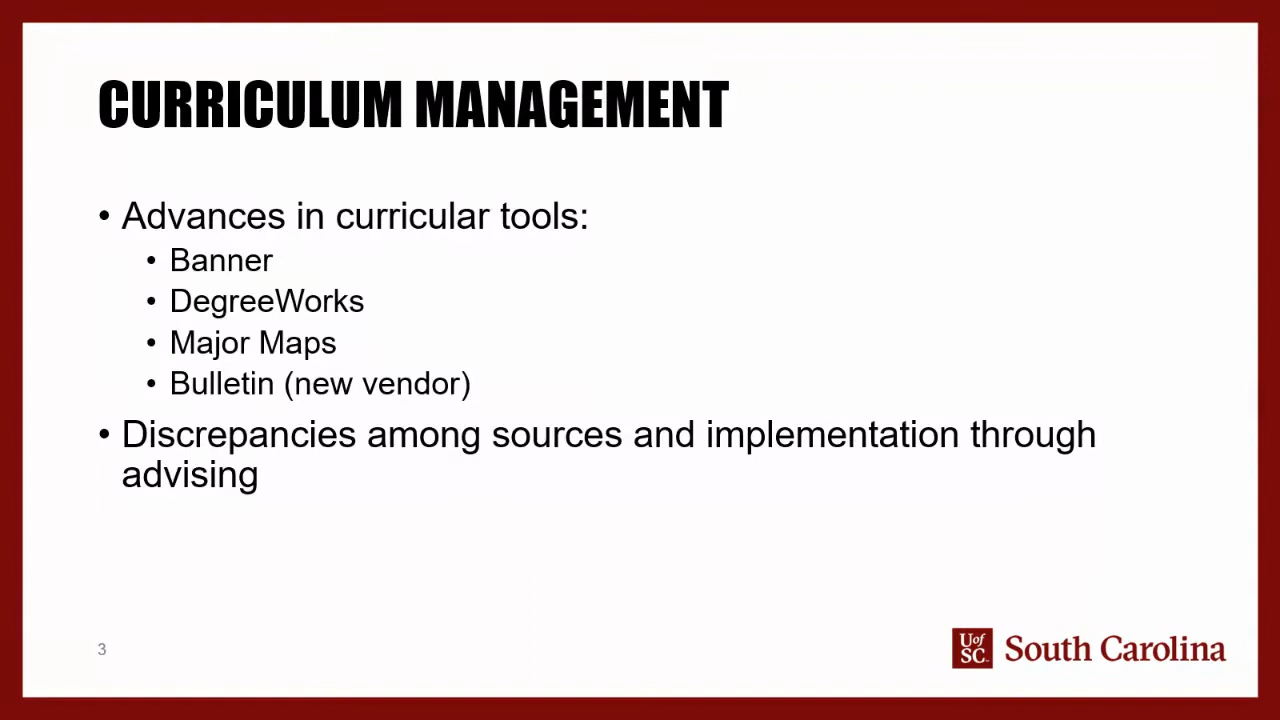 CURRICULUM MANAGEMENT
• Advances in curricular tools:
• Banner
• DegreeWorks
• Major Maps
• Bulletin (new vendor)
• Discrepancies among sources and implementation through
advising
3
UofSC South Carolina